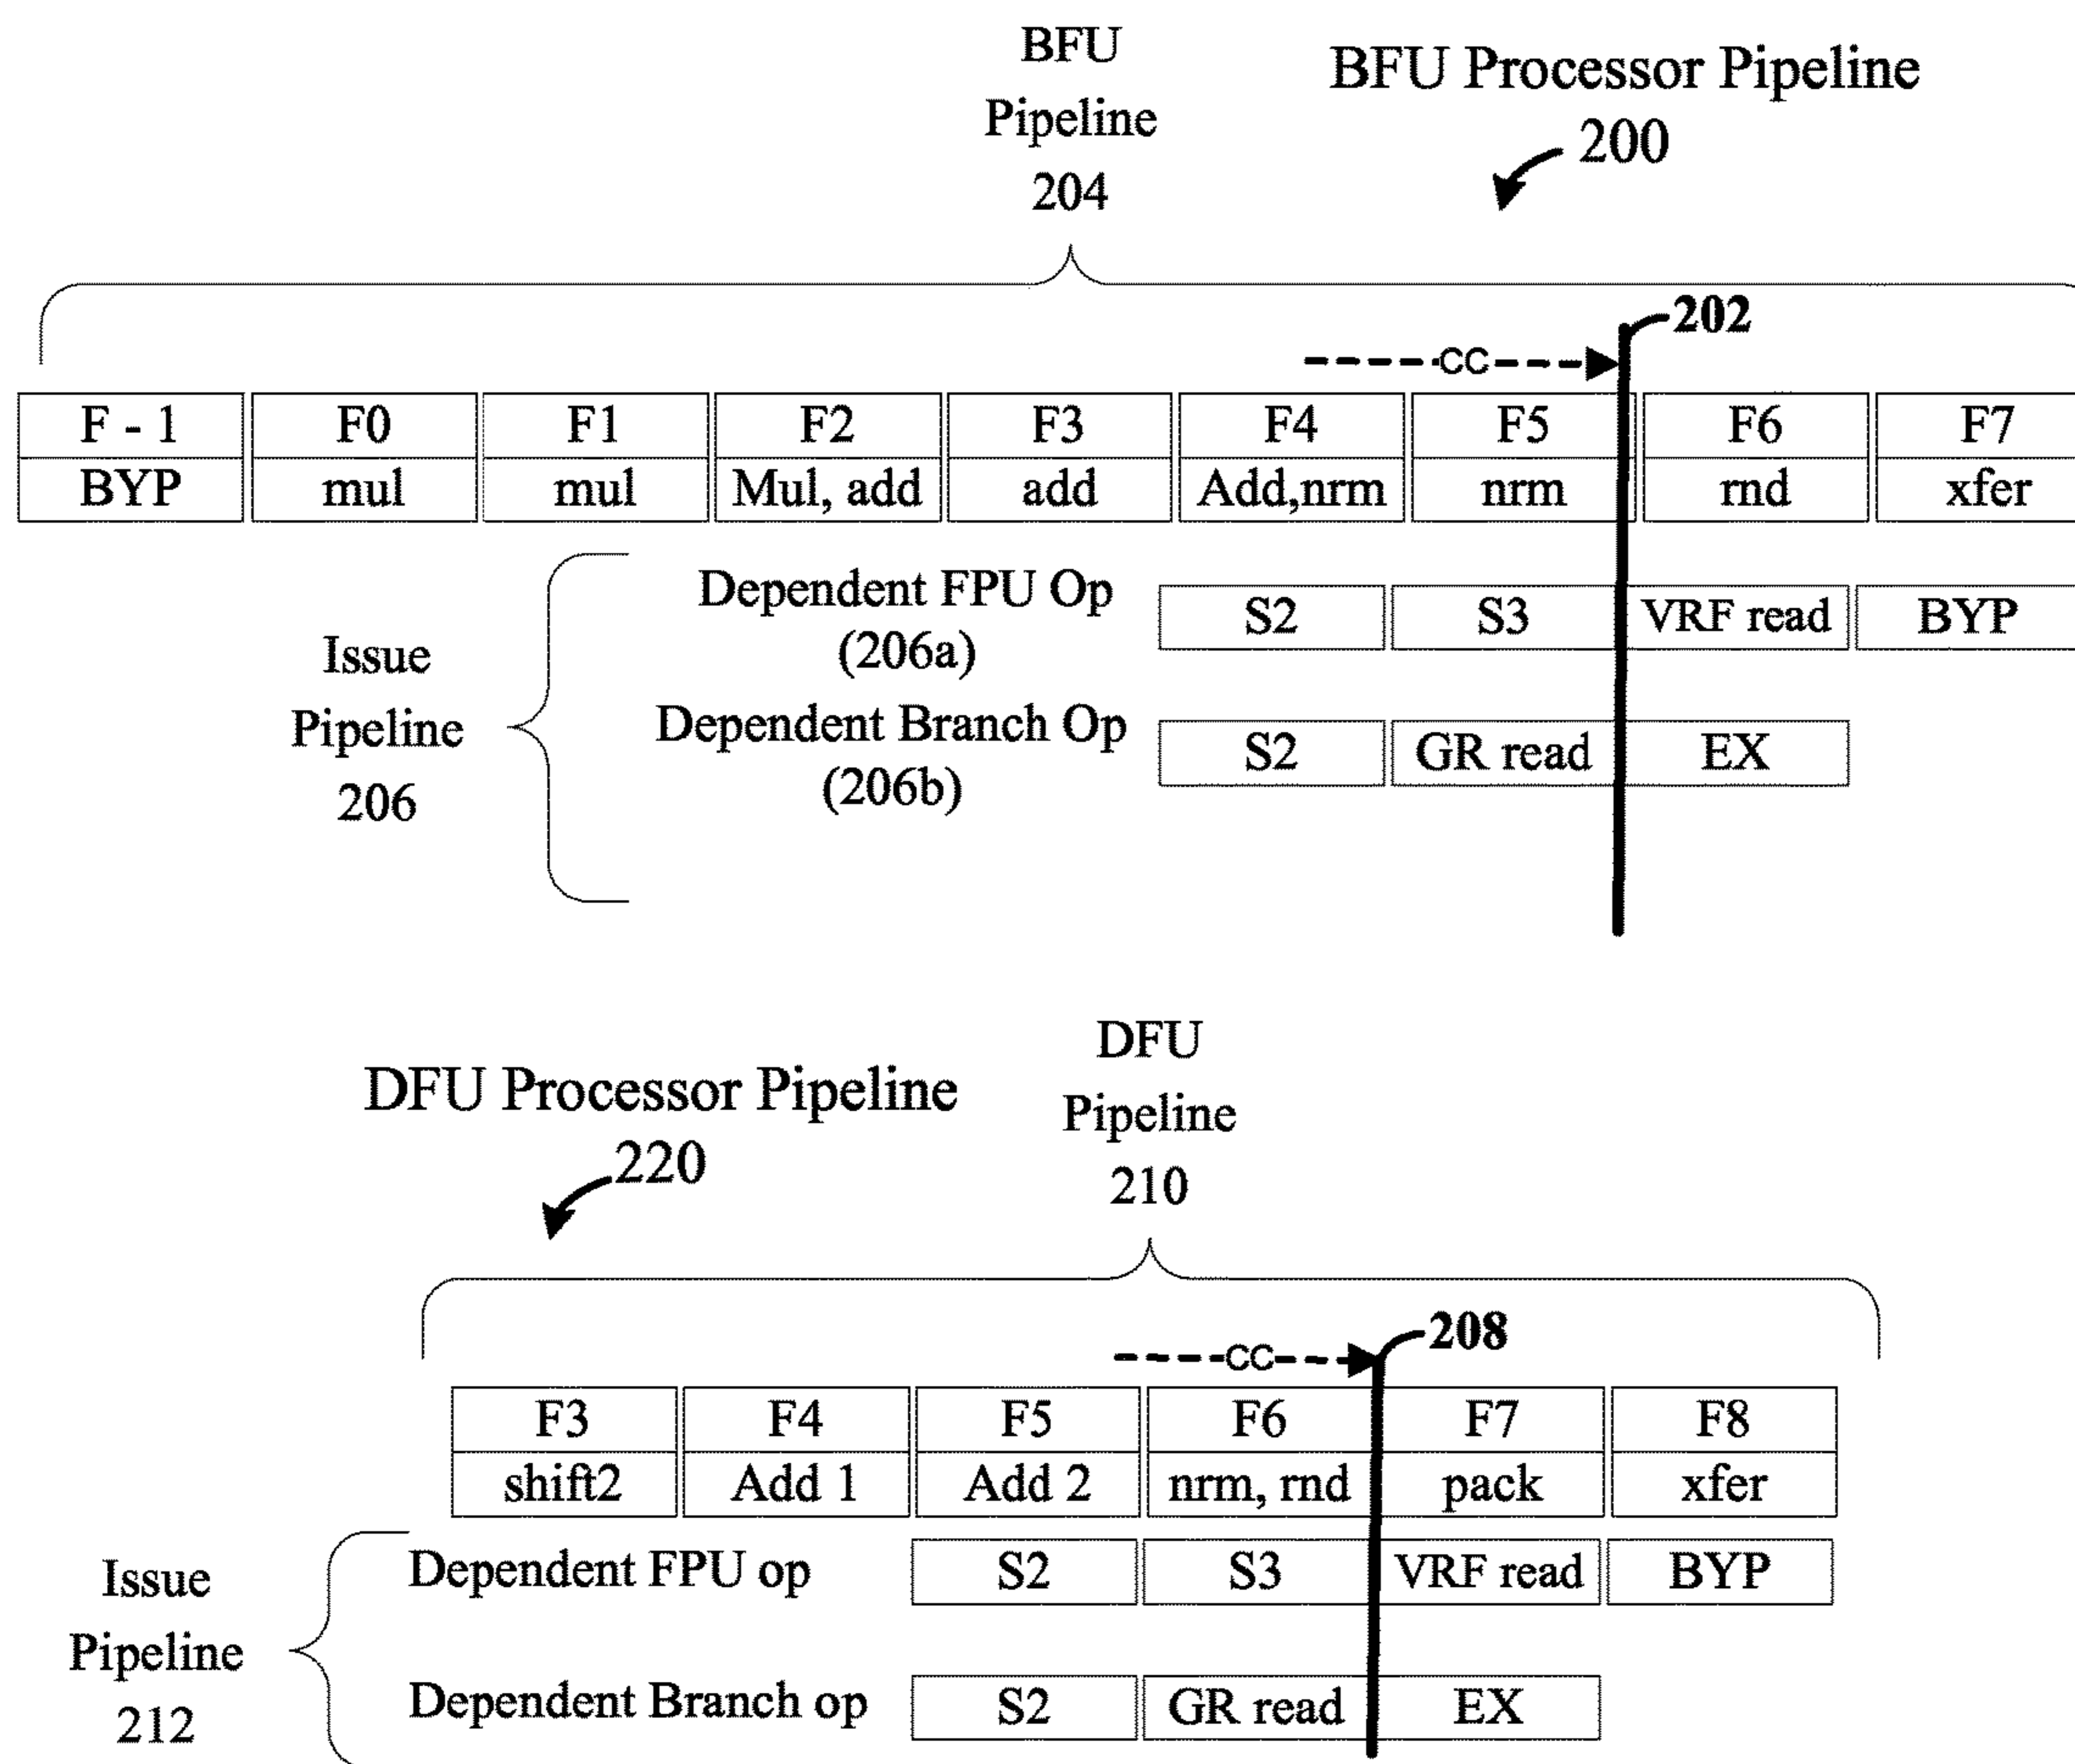 BFU
Pipeline
204
BFU Processor Pipeline
200
202
CC
F - 1 F0 F1 F2 F3 F4 F5 F6 F7
BYP mul mul Mul, add add Add,nrm nrm rnd xfer
Issue
Pipeline
206
Dependent FPU Op
(206a)
S2 S3 VRF read BYP
Dependent Branch Op
(206b)
S2 GR read EX
DFU Processor Pipeline
220
DFU
Pipeline
210
208
CC
F3 F4 F5 F6 F7 F8
shift2 Add 1 Add 2 nrm, rnd pack xfer
Issue
Pipeline
212
Dependent FPU op
S2 S3 VRF read BYP
Dependent Branch op
S2 GR read EX